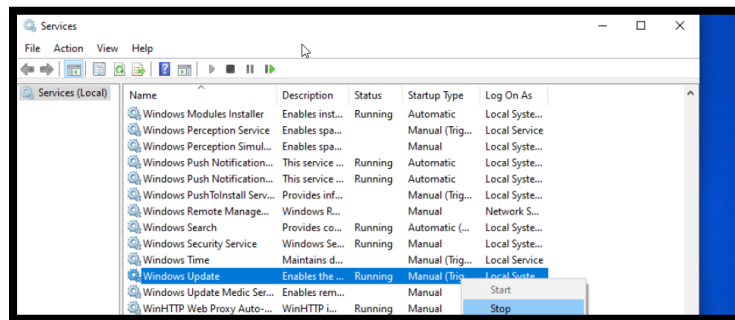 Services
File Action View Help
Services (Local)
Name Description Status Startup Type Log On As
Windows Modules Installer Enables inst... Running Automatic Local Syste...
Windows Perception Service Enables spa... Manual (Trig... Local Service
Windows Perception Simul... Enables spa... Manual Local Syste...
Windows Push Notification... This service ... Running Automatic Local Syste...
Windows Push Notification... This service ... Running Automatic Local Syste...
Windows PushToInstall Serv... Provides inf... Manual (Trig... Local Syste...
Windows Remote Manage... Windows R... Manual Network S...
Windows Search Provides co... Running Automatic (... Local Syste...
Windows Security Service Windows Se... Running Manual Local Syste...
Windows Time Maintains d... Manual (Trig... Local Service
Windows Update Enables the ... Running Manual (Trig... Local Syste...
Windows Update Medic Ser... Enables rem... Manual Start
WinHTTP Web Proxy Auto-... WinHTTP i... Running Manual Stop